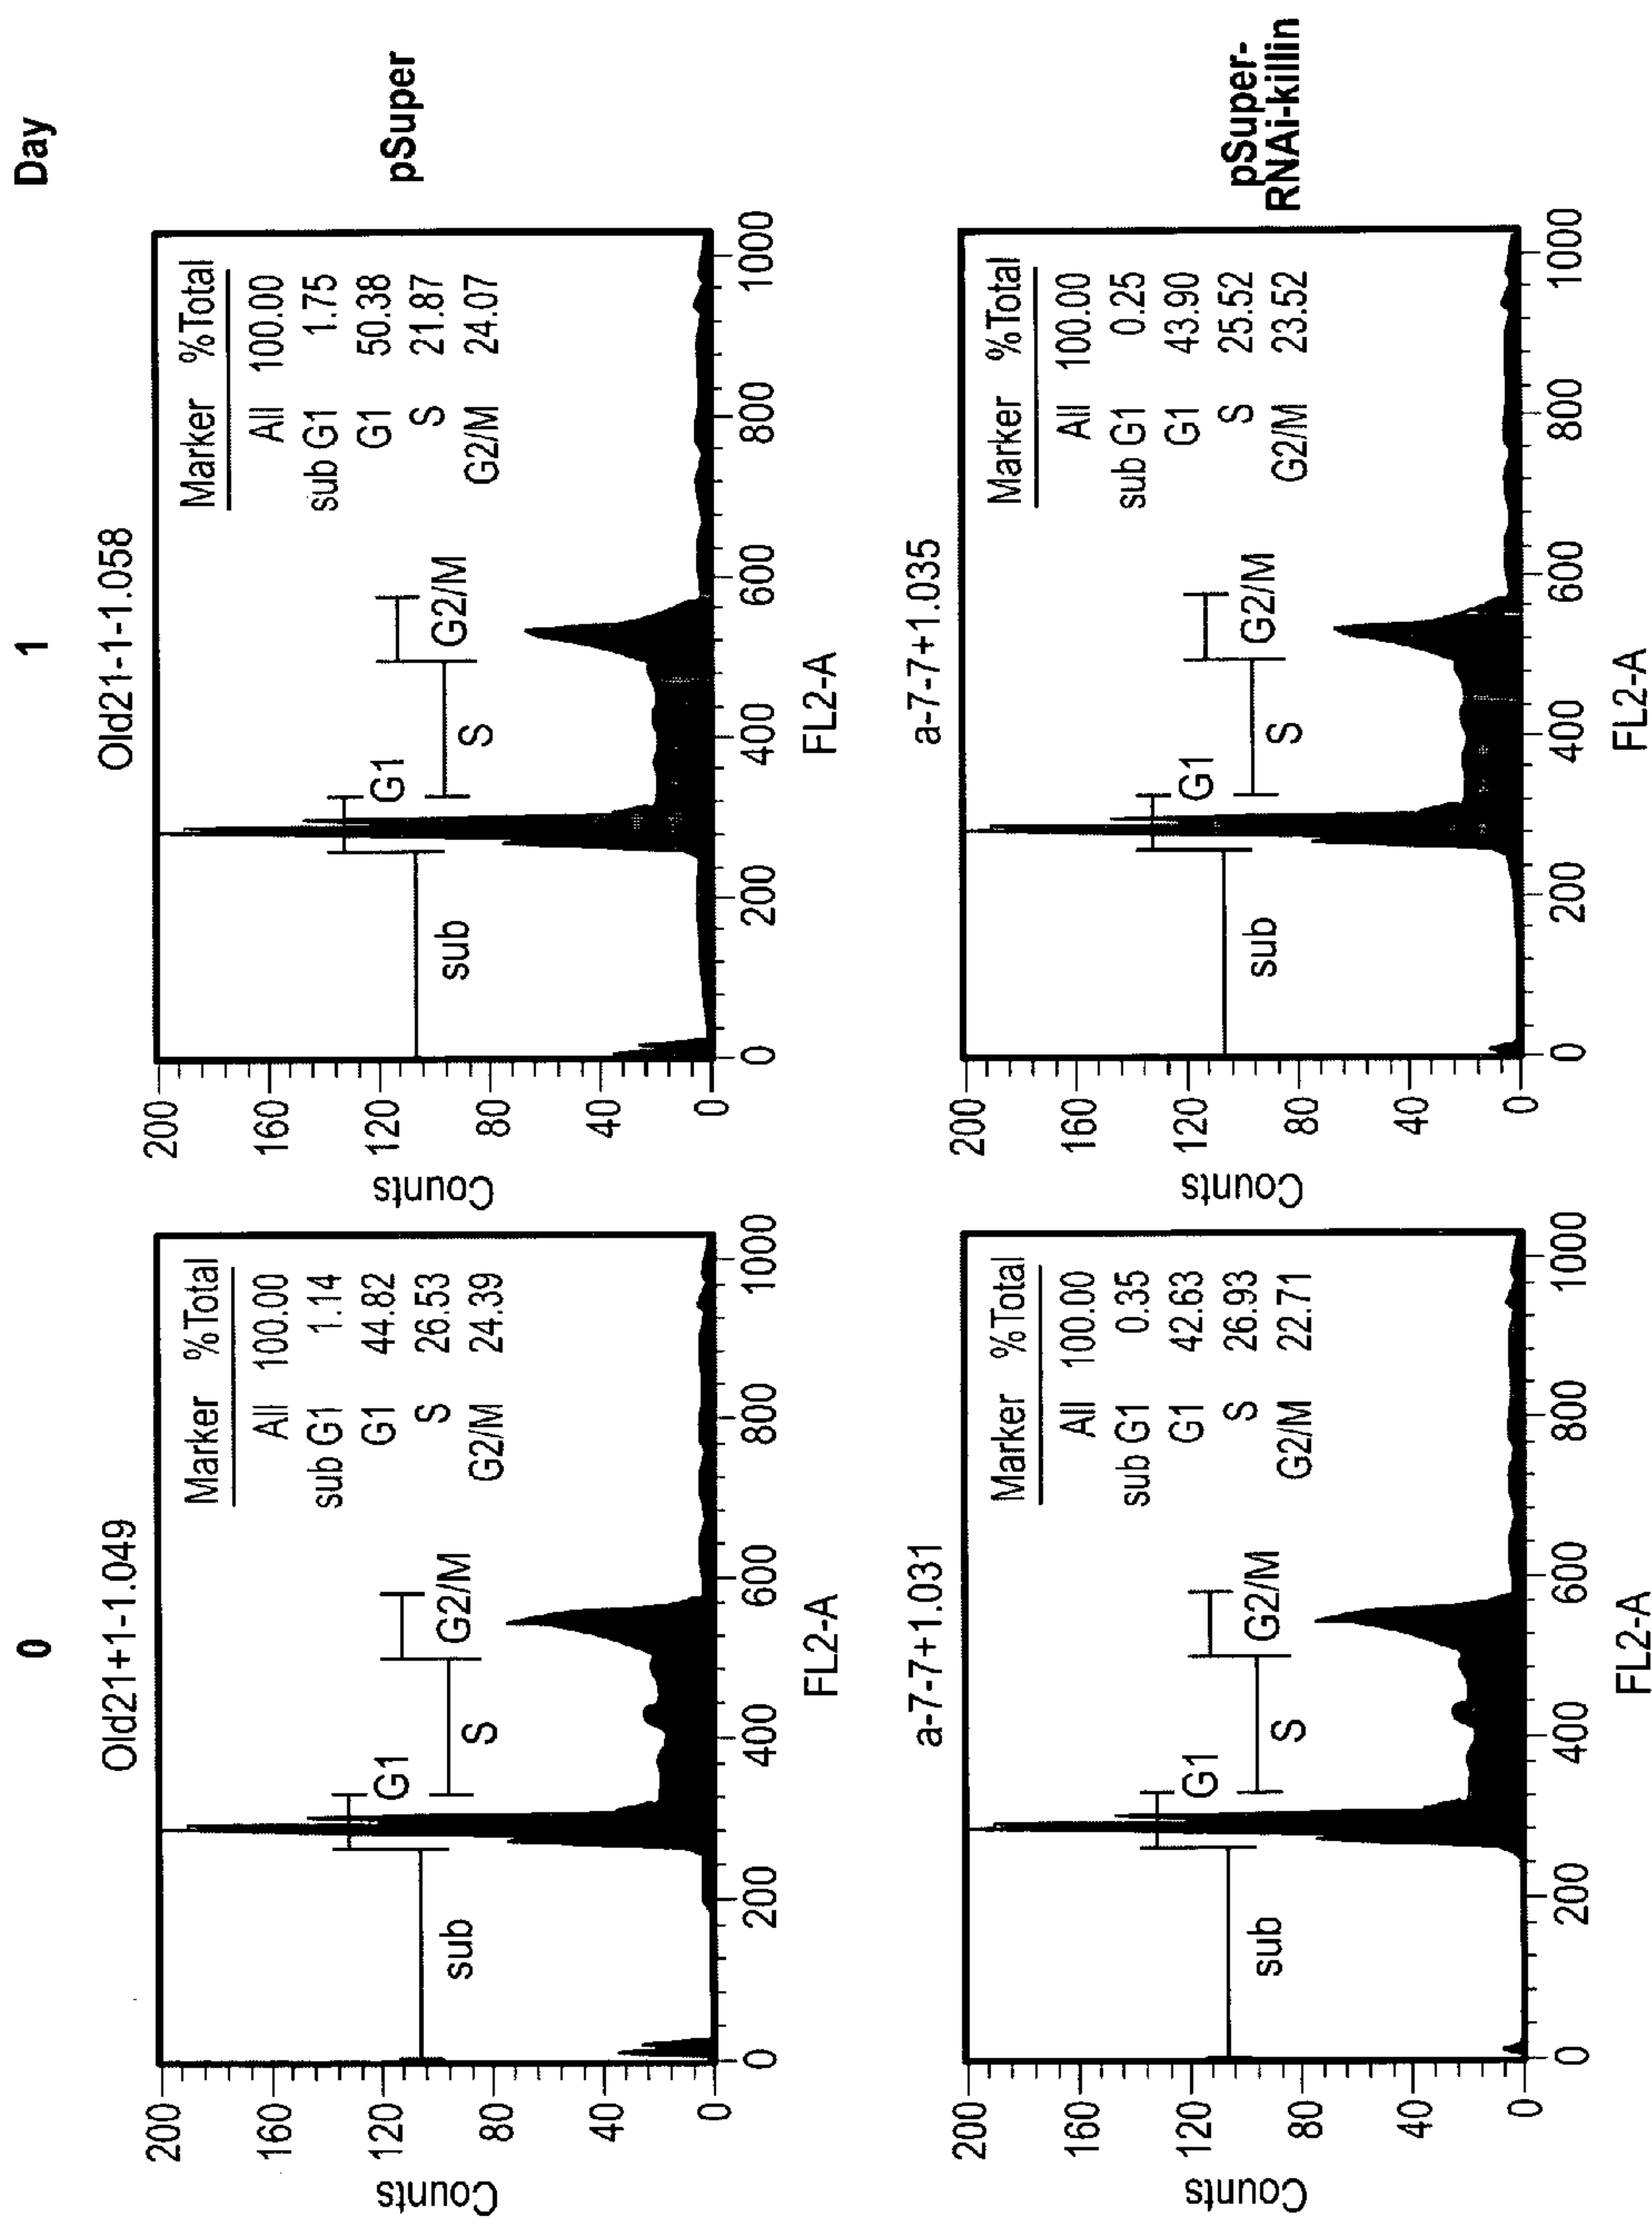 0 1 Day
Old21+1-1.049
Counts
200
160
120
80
40
0
Marker %Total
All 100.00
sub G1 1.14
G1 44.82
S 26.53
G2/M 24.39
sub
G1
S
G2/M
0 200 400 600 800 1000
FL2-A
Old21-1-1.058
Counts
200
160
120
80
40
0
Marker %Total
All 100.00
sub G1 1.75
G1 50.38
S 21.87
G2/M 24.07
sub
G1
S
G2/M
0 200 400 600 800 1000
FL2-A
pSuper
a-7-7+1.031
Counts
200
160
120
80
40
0
Marker %Total
All 100.00
sub G1 0.35
G1 42.63
S 26.93
G2/M 22.71
sub
G1
S
G2/M
0 200 400 600 800 1000
FL2-A
a-7-7+1.035
Counts
200
160
120
80
40
0
Marker %Total
All 100.00
sub G1 0.25
G1 43.90
S 25.52
G2/M 23.52
sub
G1
S
G2/M
0 200 400 600 800 1000
FL2-A
pSuper-
RNAi-killin